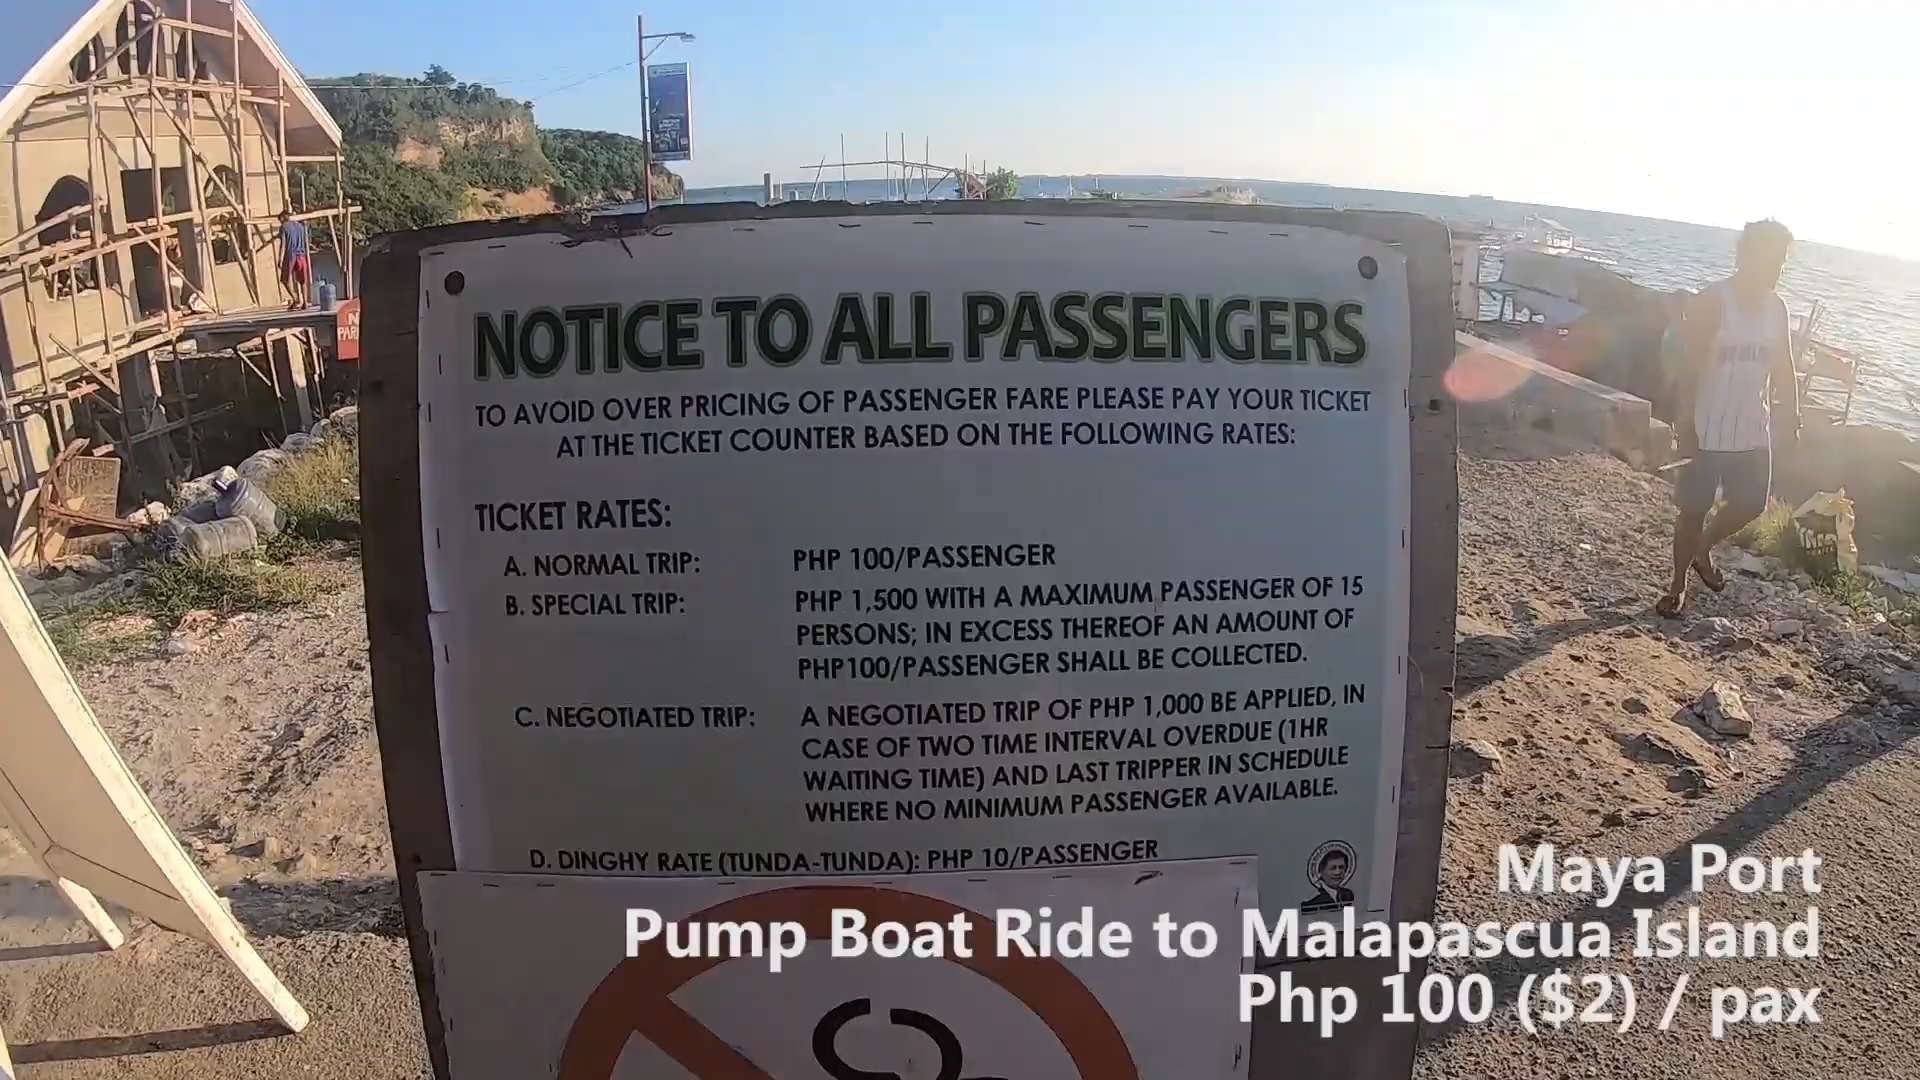 NOTICE TO ALL PASSENGERS
TO AVOID OVER PRICING OF PASSENGER FARE PLEASE PAY YOUR TICKET
AT THE TICKET COUNTER BASED ON THE FOLLOWING RATES:
TICKET RATES:
A. NORMAL TRIP: PHP 100/PASSENGER
B. SPECIAL TRIP: PHP 1,500 WITH A MAXIMUM PASSENGER OF 15
PERSONS; IN EXCESS THEREOF AN AMOUNT OF
PHP100/PASSENGER SHALL BE COLLECTED.
C. NEGOTIATED TRIP: A NEGOTIATED TRIP OF PHP 1,000 BE APPLIED, IN
CASE OF TWO TIME INTERVAL OVERDUE (1HR
WAITING TIME) AND LAST TRIPPER IN SCHEDULE
WHERE NO MINIMUM PASSENGER AVAILABLE.
D. DINGHY RATE (TUNDA-TUNDA): PHP 10/PASSENGER
Maya Port
Pump Boat Ride to Malapascua Island
Php 100 ($2) / pax